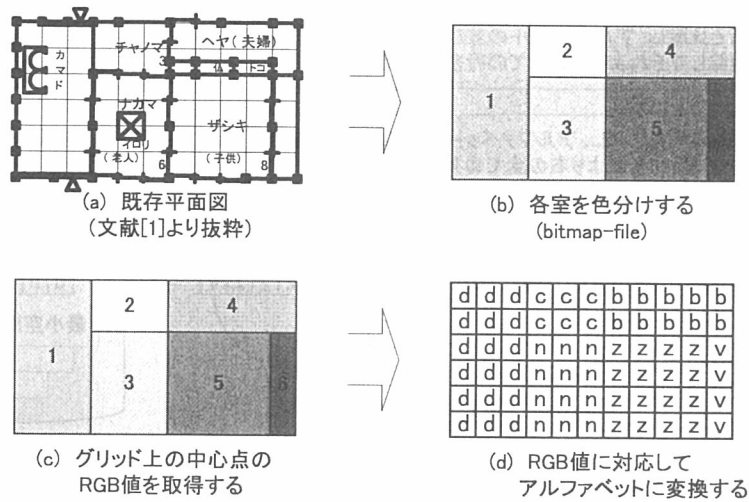 カマド
チャノマ
3
ヘヤ(夫婦)
仏
トコ
ナカマ
イロリ
(老人)
6
ザシキ
(子供)
8
(a) 既存平面図
(文献[1]より抜粋)
1
2
3
4
5
(b) 各室を色分けする
(bitmap-file)
1
2
3
4
5
6
(c) グリッド上の中心点の
RGB値を取得する
d d d c c c b b b b b
d d d c c c b b b b b
d d d n n n z z z z v
d d d n n n z z z z v
d d d n n n z z z z v
d d d n n n z z z z v
(d) RGB値に対応して
アルファベットに変換する